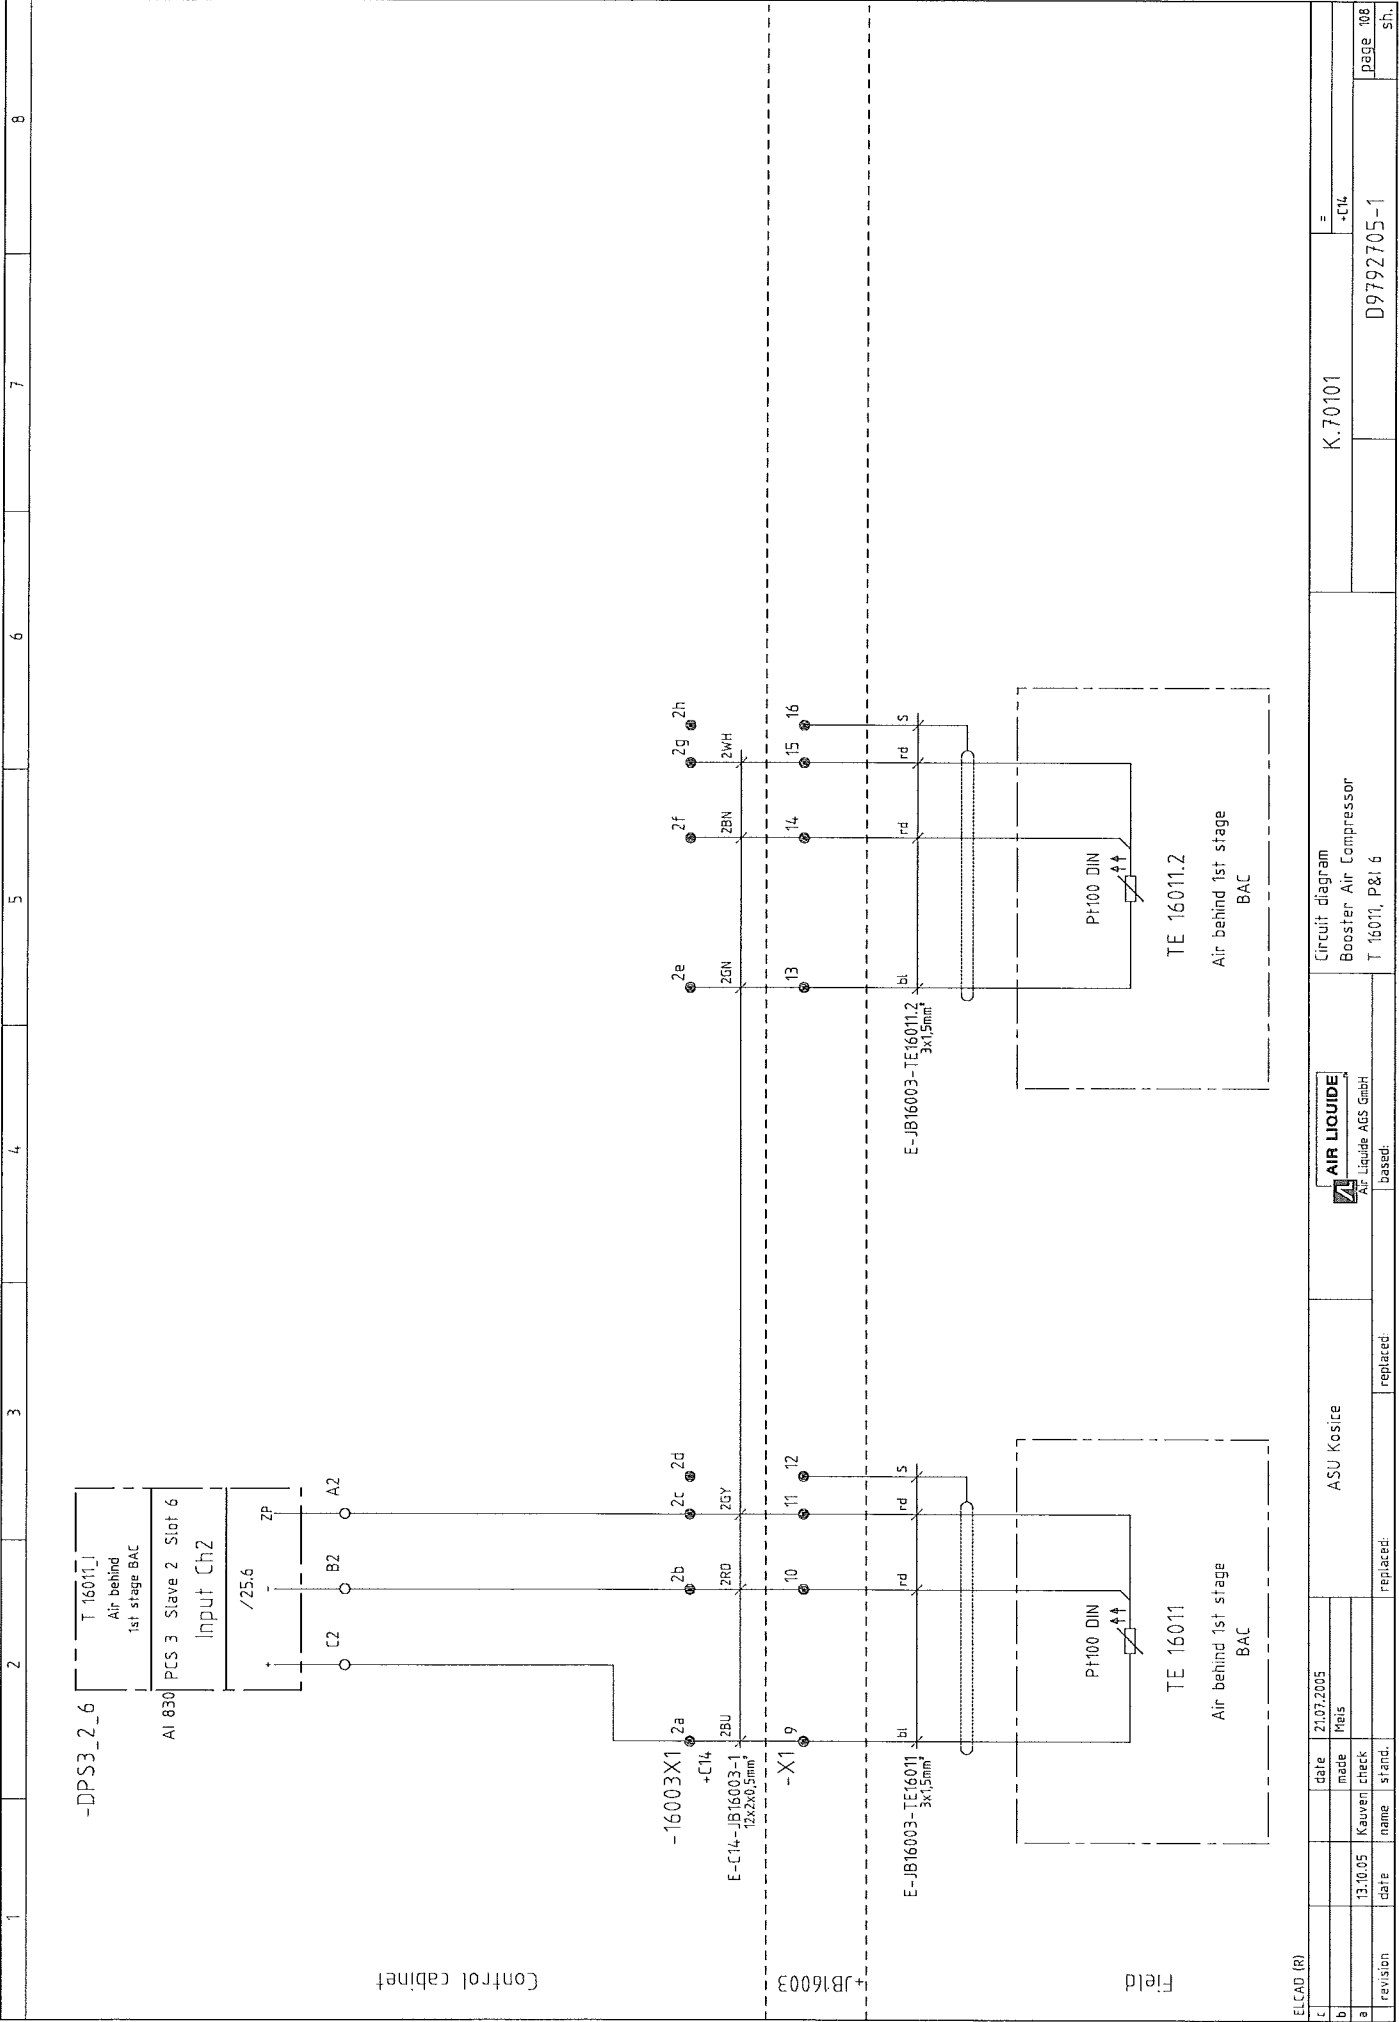 1
2
3
4
5
6
7
8
-DPS3_2_6
T 16011_I
Air behind
1st stage BAC
AI 830
PCS 3 Slave 2 Slot 6
Input Ch2
/25.6
+
-
ZP
C2
B2
A2
Control cabinet
-16003X1
2a
2b
2c
2d
2e
2f
2g
2h
+C14
2BU
2RD
2GY
2GN
2BN
2WH
E-C14-JB16003-1
12x2x0,5mm²
+JB16003
-X1
9
10
11
12
13
14
15
16
bl
rd
rd
S
bl
rd
rd
S
E-JB16003-TE16011
3x1,5mm²
E-JB16003-TE16011.2
3x1,5mm²
Field
Pt100 DIN
TE 16011
Air behind 1st stage
BAC
Pt100 DIN
TE 16011.2
Air behind 1st stage
BAC
ELCAD (R)
c
b
a
revision
13.10.05
date
Kauven
name
date
made
check
stand.
21.07.2005
Meis
ASU Kosice
replaced:
replaced:
AIR LIQUIDE
Air Liquide AGS GmbH
based:
Circuit diagram
Booster Air Compressor
T 16011, P&I 6
K.70101
=
+C14
D9792705-1
page 108
sh.